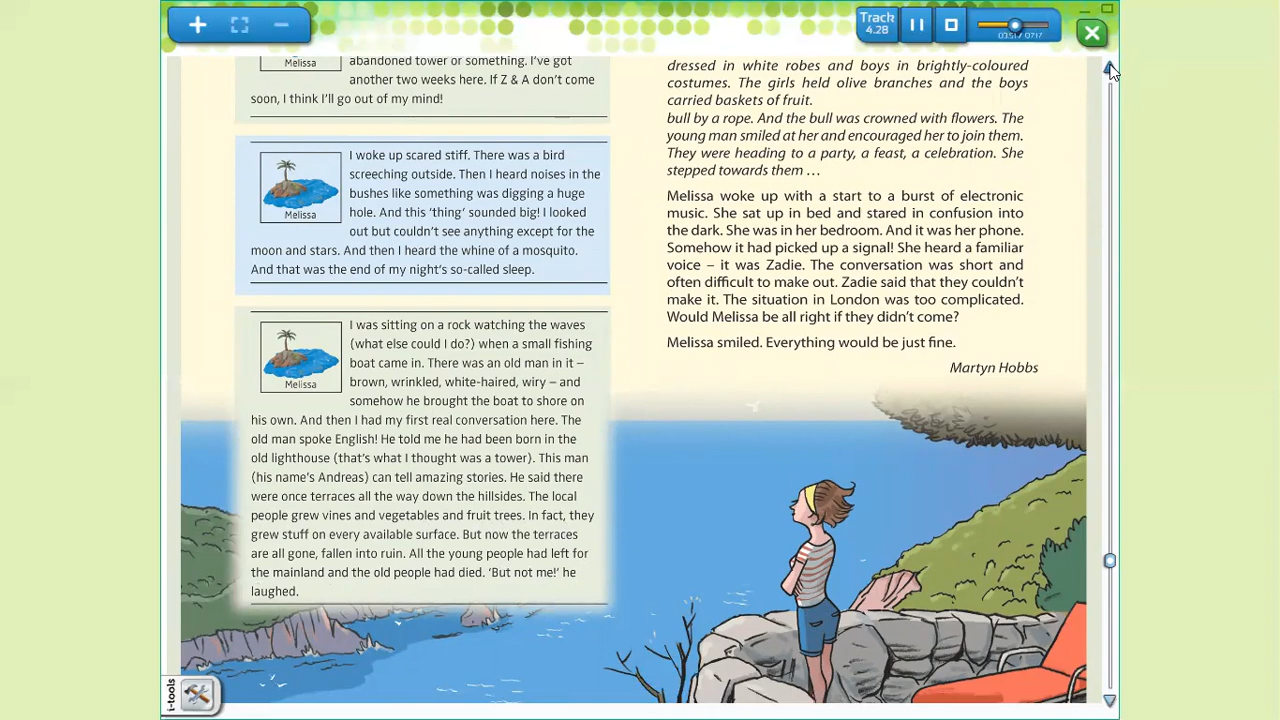 Track
4.28
03:51 / 07:17
Melissa
abandoned tower or something. I've got
another two weeks here. If Z & A don't come
soon, I think I'll go out of my mind!
Melissa
I woke up scared stiff. There was a bird
screeching outside. Then I heard noises in the
bushes like something was digging a huge
hole. And this 'thing' sounded big! I looked
out but couldn't see anything except for the
moon and stars. And then I heard the whine of a mosquito.
And that was the end of my night's so-called sleep.
Melissa
I was sitting on a rock watching the waves
(what else could I do?) when a small fishing
boat came in. There was an old man in it –
brown, wrinkled, white-haired, wiry – and
somehow he brought the boat to shore on
his own. And then I had my first real conversation here. The
old man spoke English! He told me he had been born in the
old lighthouse (that's what I thought was a tower). This man
(his name's Andreas) can tell amazing stories. He said there
were once terraces all the way down the hillsides. The local
people grew vines and vegetables and fruit trees. In fact, they
grew stuff on every available surface. But now the terraces
are all gone, fallen into ruin. All the young people had left for
the mainland and the old people had died. 'But not me!' he
laughed.
dressed in white robes and boys in brightly-coloured
costumes. The girls held olive branches and the boys
carried baskets of fruit.
bull by a rope. And the bull was crowned with flowers. The
young man smiled at her and encouraged her to join them.
They were heading to a party, a feast, a celebration. She
stepped towards them …
Melissa woke up with a start to a burst of electronic
music. She sat up in bed and stared in confusion into
the dark. She was in her bedroom. And it was her phone.
Somehow it had picked up a signal! She heard a familiar
voice – it was Zadie. The conversation was short and
often difficult to make out. Zadie said that they couldn't
make it. The situation in London was too complicated.
Would Melissa be all right if they didn't come?
Melissa smiled. Everything would be just fine.
Martyn Hobbs
i-tools